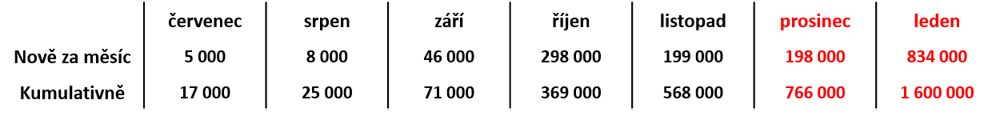 červenec srpen září říjen listopad prosinec leden
Nově za měsíc 5 000 8 000 46 000 298 000 199 000 198 000 834 000
Kumulativně 17 000 25 000 71 000 369 000 568 000 766 000 1 600 000